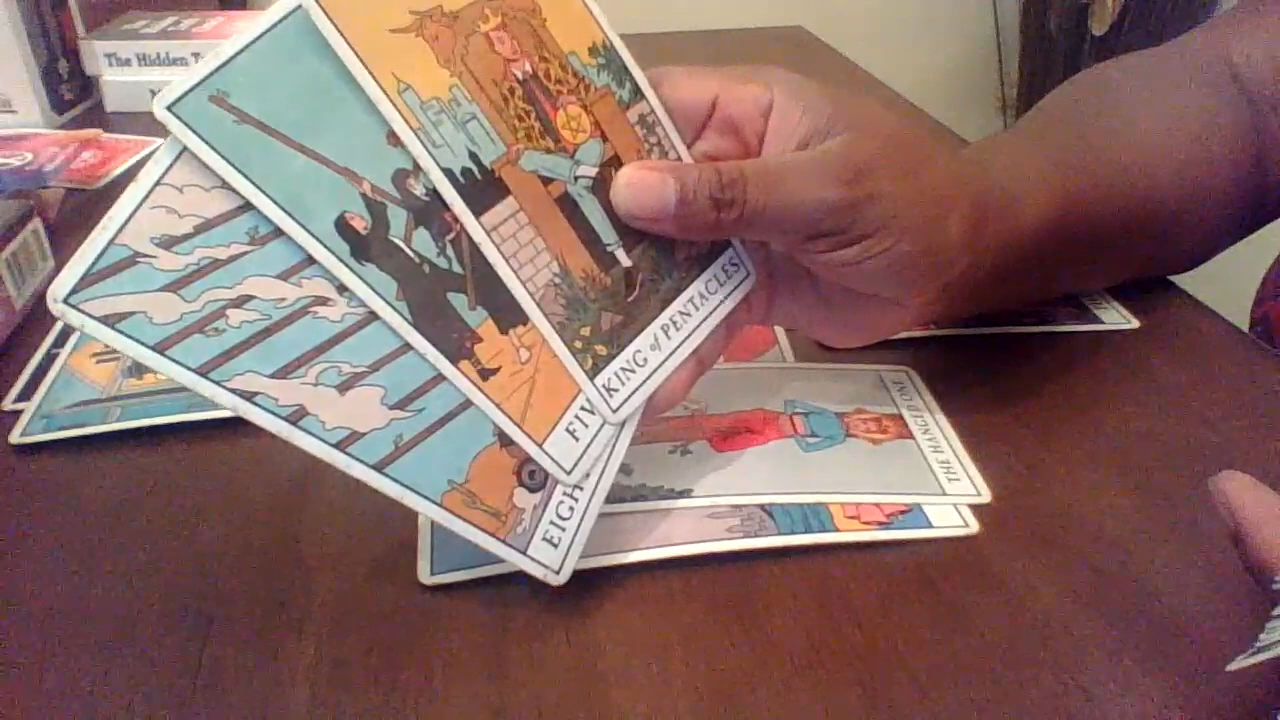 The Hidden T
KING of PENTACLES
FIV
EIGH
THE HANGED ONE